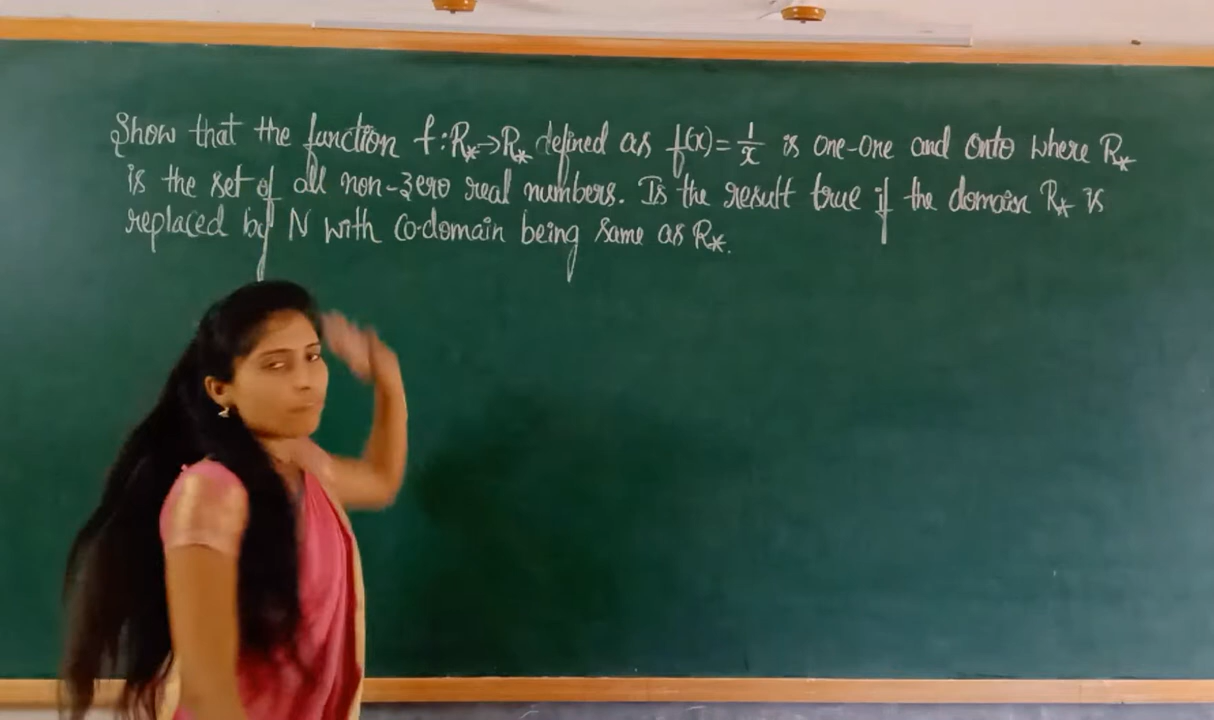 Show that the function f:R*→R* defined as f(x)=1/x is one-one and onto where R*
is the set of all non-zero real numbers. Is the result true if the domain R* is
replaced by N with Co-domain being same as R*.